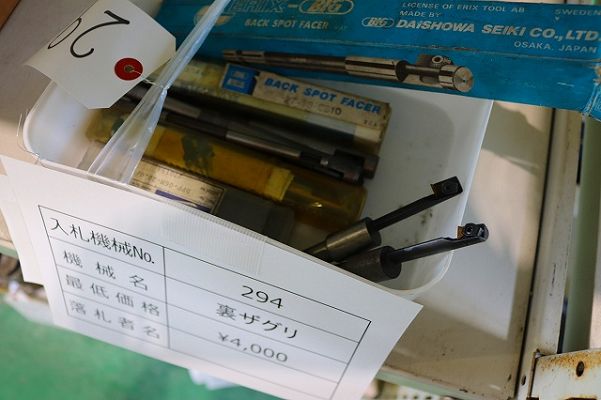 ERIX-BIG
BACK SPOT FACER
BIG
LICENSE OF ERIX TOOL AB
SWEDEN
MADE BY
DAISHOWA SEIKI CO., LTD.
OSAKA, JAPAN
20
BACK SPOT FACER
入札機械No. 294
機械名 裏ザグリ
最低価格 ¥4,000
落札者名